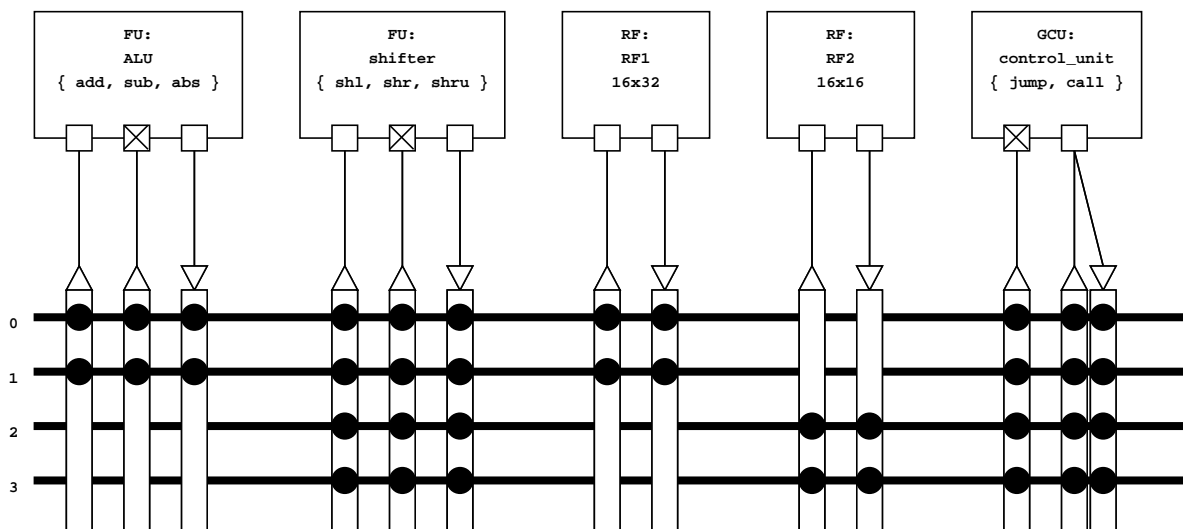 FU:
ALU
{ add, sub, abs }
FU:
shifter
{ shl, shr, shru }
RF:
RF1
16x32
RF:
RF2
16x16
GCU:
control_unit
{ jump, call }
0
1
2
3